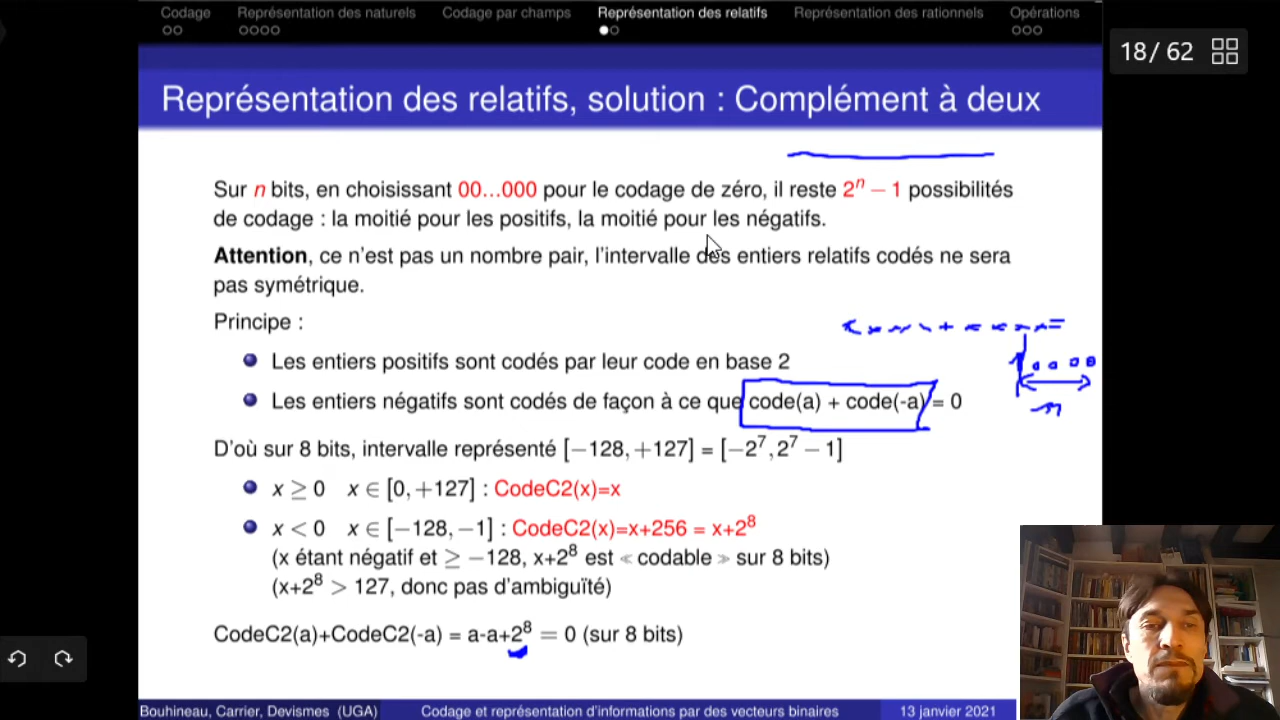 Codage Représentation des naturels Codage par champs Représentation des relatifs Représentation des rationnels Opérations
18/ 62
Représentation des relatifs, solution : Complément à deux
Sur n bits, en choisissant 00...000 pour le codage de zéro, il reste 2ⁿ − 1 possibilités
de codage : la moitié pour les positifs, la moitié pour les négatifs.
Attention, ce n'est pas un nombre pair, l'intervalle des entiers relatifs codés ne sera
pas symétrique.
Principe :
Les entiers positifs sont codés par leur code en base 2
Les entiers négatifs sont codés de façon à ce que code(a) + code(-a) = 0
D'où sur 8 bits, intervalle représenté [−128, +127] = [−2⁷, 2⁷ − 1]
x ≥ 0 x ∈ [0, +127] : CodeC2(x)=x
x < 0 x ∈ [−128, −1] : CodeC2(x)=x+256 = x+2⁸
(x étant négatif et ≥ −128, x+2⁸ est « codable » sur 8 bits)
(x+2⁸ > 127, donc pas d'ambiguïté)
CodeC2(a)+CodeC2(-a) = a-a+2⁸ = 0 (sur 8 bits)
Bouhineau, Carrier, Devismes (UGA) Codage et représentation d'informations par des vecteurs binaires 13 janvier 2021